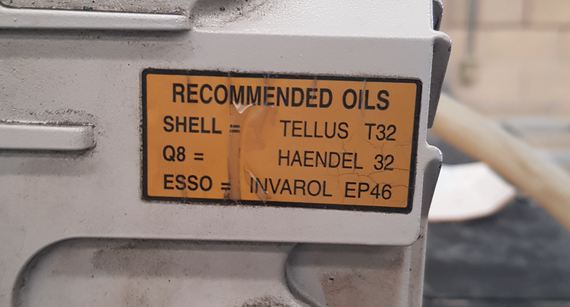 RECOMMENDED OILS
SHELL = TELLUS T32
Q8 = HAENDEL 32
ESSO = INVAROL EP46